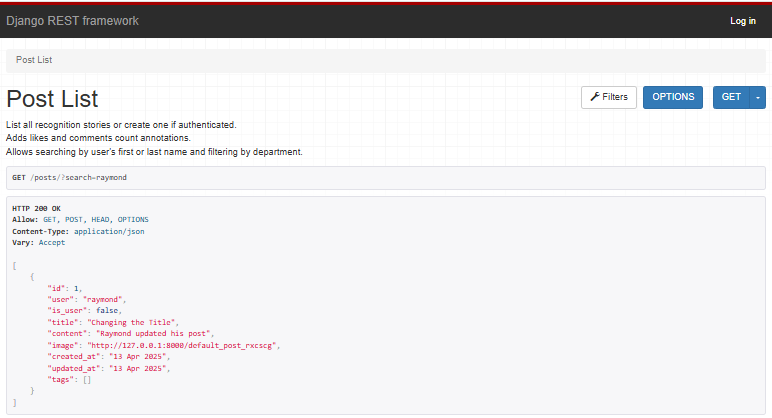 Django REST framework
Log in
Post List
Post List
Filters
OPTIONS
GET
List all recognition stories or create one if authenticated.
Adds likes and comments count annotations.
Allows searching by user's first or last name and filtering by department.
GET /posts/?search=raymond
HTTP 200 OK
Allow: GET, POST, HEAD, OPTIONS
Content-Type: application/json
Vary: Accept
[
{
"id": 1,
"user": "raymond",
"is_user": false,
"title": "Changing the Title",
"content": "Raymond updated his post",
"image": "http://127.0.0.1:8000/default_post_rxcscg",
"created_at": "13 Apr 2025",
"updated_at": "13 Apr 2025",
"tags": []
}
]